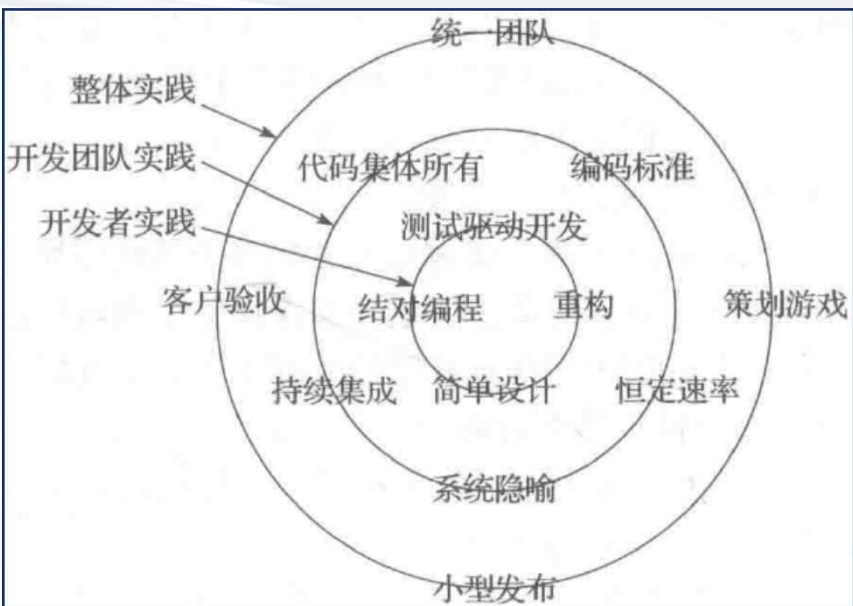 统一团队
整体实践
开发团队实践
代码集体所有
编码标准
开发者实践
测试驱动开发
客户验收
结对编程
重构
策划游戏
持续集成
简单设计
恒定速率
系统隐喻
小型发布